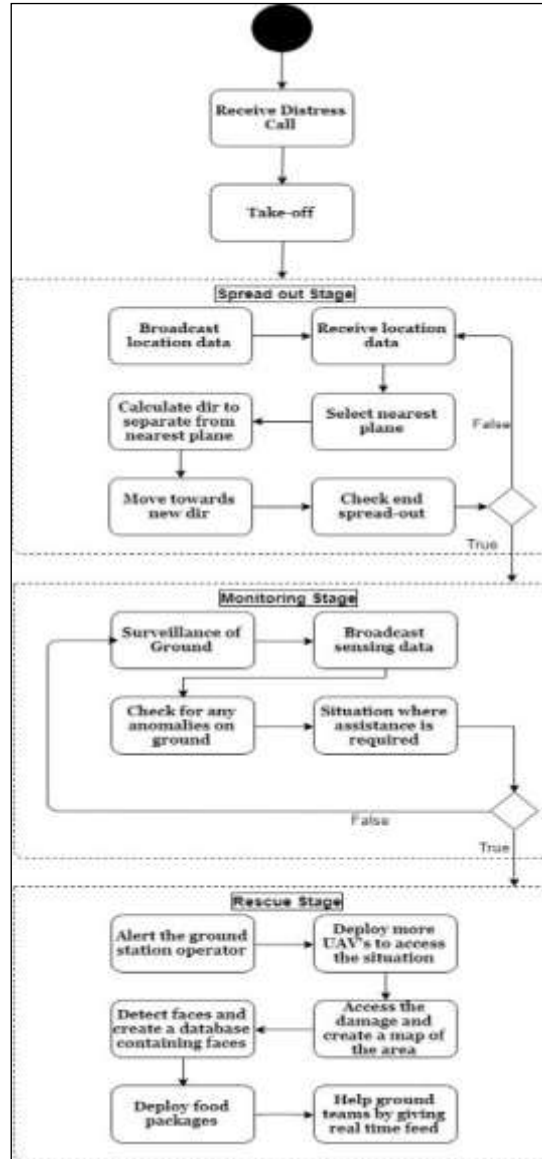 Receive Distress
Call
Take-off
Spread out Stage
Broadcast
location data
Receive location
data
Calculate dir to
separate from
nearest plane
Select nearest
plane
False
Move towards
new dir
Check end
spread-out
True
Monitoring Stage
Surveillance of
Ground
Broadcast
sensing data
Check for any
anomalies on
ground
Situation where
assistance is
required
False
True
Rescue Stage
Alert the ground
station operator
Deploy more
UAV's to access
the situation
Detect faces and
create a database
containing faces
Access the
damage and
create a map of
the area
Deploy food
packages
Help ground
teams by giving
real time feed